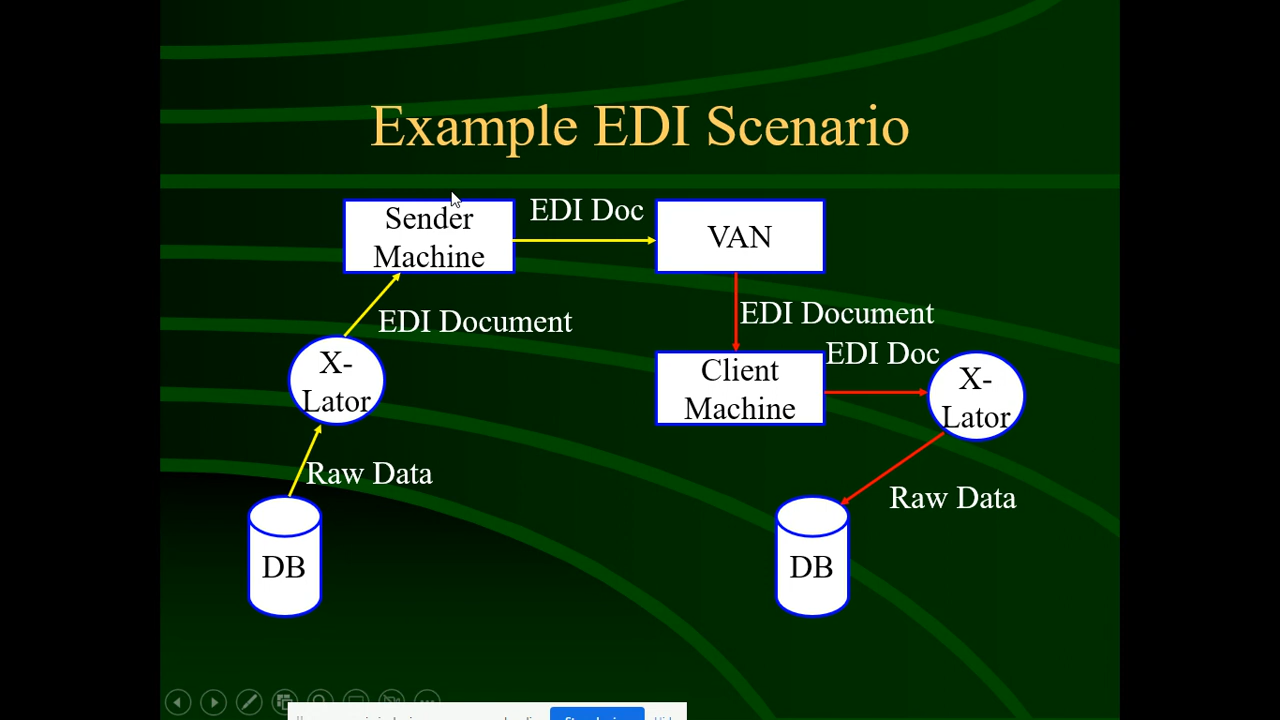 Example EDI Scenario
Sender
Machine
EDI Doc
VAN
EDI Document
EDI Document
EDI Doc
Client
Machine
X-
Lator
X-
Lator
Raw Data
Raw Data
DB
DB